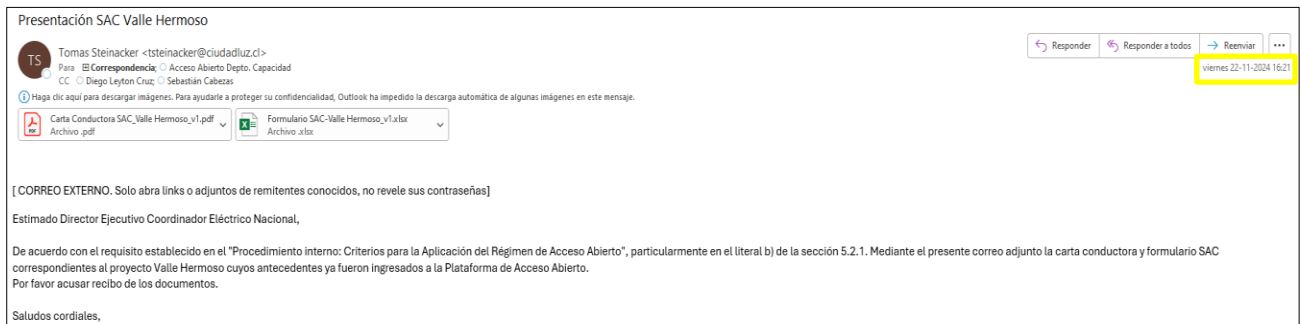 Presentación SAC Valle Hermoso
TS
Tomas Steinacker <tsteinacker@ciudadluz.cl>
Para Correspondencia; Acceso Abierto Depto. Capacidad
CC Diego Leyton Cruz; Sebastián Cabezas
Responder
Responder a todos
Reenviar
viernes 22-11-2024 16:21
Haga clic aquí para descargar imágenes. Para ayudarle a proteger su confidencialidad, Outlook ha impedido la descarga automática de algunas imágenes en este mensaje.
Carta Conductora SAC_Valle Hermoso_v1.pdf
Archivo .pdf
Formulario SAC-Valle Hermoso_v1.xlsx
Archivo .xlsx
[ CORREO EXTERNO. Solo abra links o adjuntos de remitentes conocidos, no revele sus contraseñas]
Estimado Director Ejecutivo Coordinador Eléctrico Nacional,
De acuerdo con el requisito establecido en el "Procedimiento interno: Criterios para la Aplicación del Régimen de Acceso Abierto", particularmente en el literal b) de la sección 5.2.1. Mediante el presente correo adjunto la carta conductora y formulario SAC
correspondientes al proyecto Valle Hermoso cuyos antecedentes ya fueron ingresados a la Plataforma de Acceso Abierto.
Por favor acusar recibo de los documentos.
Saludos cordiales,